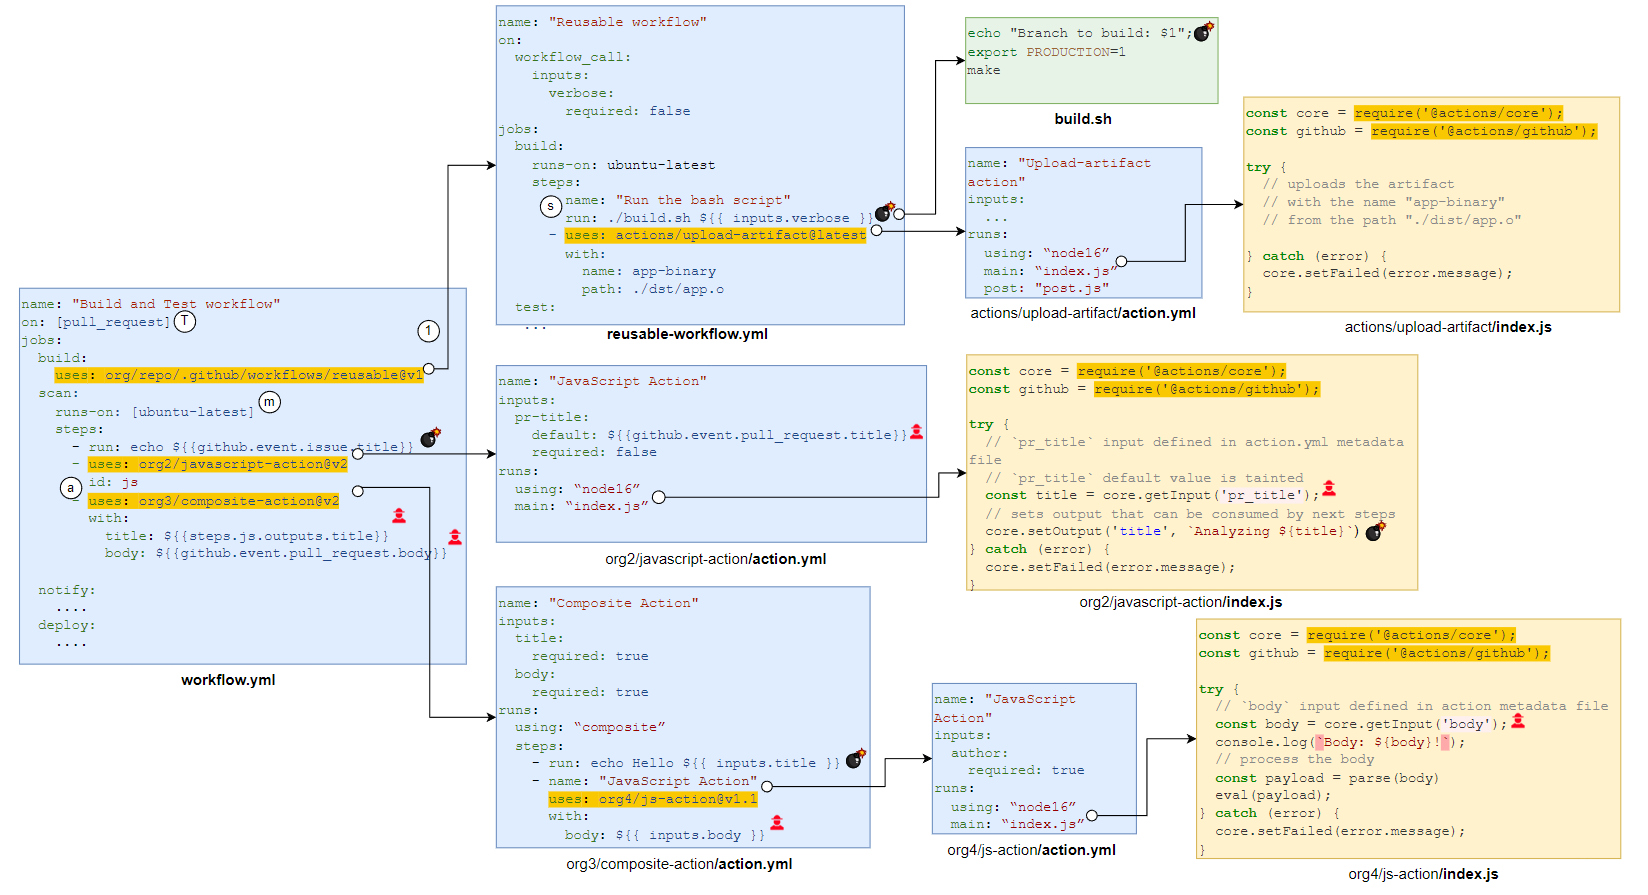 name: "Build and Test workflow"
on: [pull_request]
T
jobs:
1
build:
uses: org/repo/.github/workflows/reusable@v1
scan:
m
runs-on: [ubuntu-latest]
steps:
- run: echo ${{github.event.issue.title}}
- uses: org2/javascript-action@v2
id: js
a
- uses: org3/composite-action@v2
with:
title: ${{steps.js.outputs.title}}
body: ${{github.event.pull_request.body}}
notify:
....
deploy:
....
workflow.yml
name: "Reusable workflow"
on:
workflow_call:
inputs:
verbose:
required: false
jobs:
build:
runs-on: ubuntu-latest
steps:
s
name: "Run the bash script"
run: ./build.sh ${{ inputs.verbose }}
- uses: actions/upload-artifact@latest
with:
name: app-binary
path: ./dst/app.o
test:
...
reusable-workflow.yml
echo "Branch to build: $1";
export PRODUCTION=1
make
build.sh
name: "Upload-artifact
action"
inputs:
...
runs:
using: “node16”
main: “index.js”
post: "post.js"
actions/upload-artifact/action.yml
const core = require('@actions/core');
const github = require('@actions/github');
try {
// uploads the artifact
// with the name "app-binary"
// from the path "./dist/app.o"
} catch (error) {
core.setFailed(error.message);
}
actions/upload-artifact/index.js
name: "JavaScript Action"
inputs:
pr-title:
default: ${{github.event.pull_request.title}}
required: false
runs:
using: “node16”
main: “index.js”
org2/javascript-action/action.yml
const core = require('@actions/core');
const github = require('@actions/github');
try {
// `pr_title` input defined in action.yml metadata
file
// `pr_title` default value is tainted
const title = core.getInput('pr_title');
// sets output that can be consumed by next steps
core.setOutput('title', `Analyzing ${title}`)
} catch (error) {
core.setFailed(error.message);
}
org2/javascript-action/index.js
name: "Composite Action"
inputs:
title:
required: true
body:
required: true
runs:
using: “composite”
steps:
- run: echo Hello ${{ inputs.title }}
- name: "JavaScript Action"
uses: org4/js-action@v1.1
with:
body: ${{ inputs.body }}
org3/composite-action/action.yml
name: "JavaScript
Action"
inputs:
author:
required: true
runs:
using: “node16”
main: “index.js”
org4/js-action/action.yml
const core = require('@actions/core');
const github = require('@actions/github');
try {
// `body` input defined in action metadata file
const body = core.getInput('body');
console.log(`Body: ${body}!`);
// process the body
const payload = parse(body)
eval(payload);
} catch (error) {
core.setFailed(error.message);
}
org4/js-action/index.js